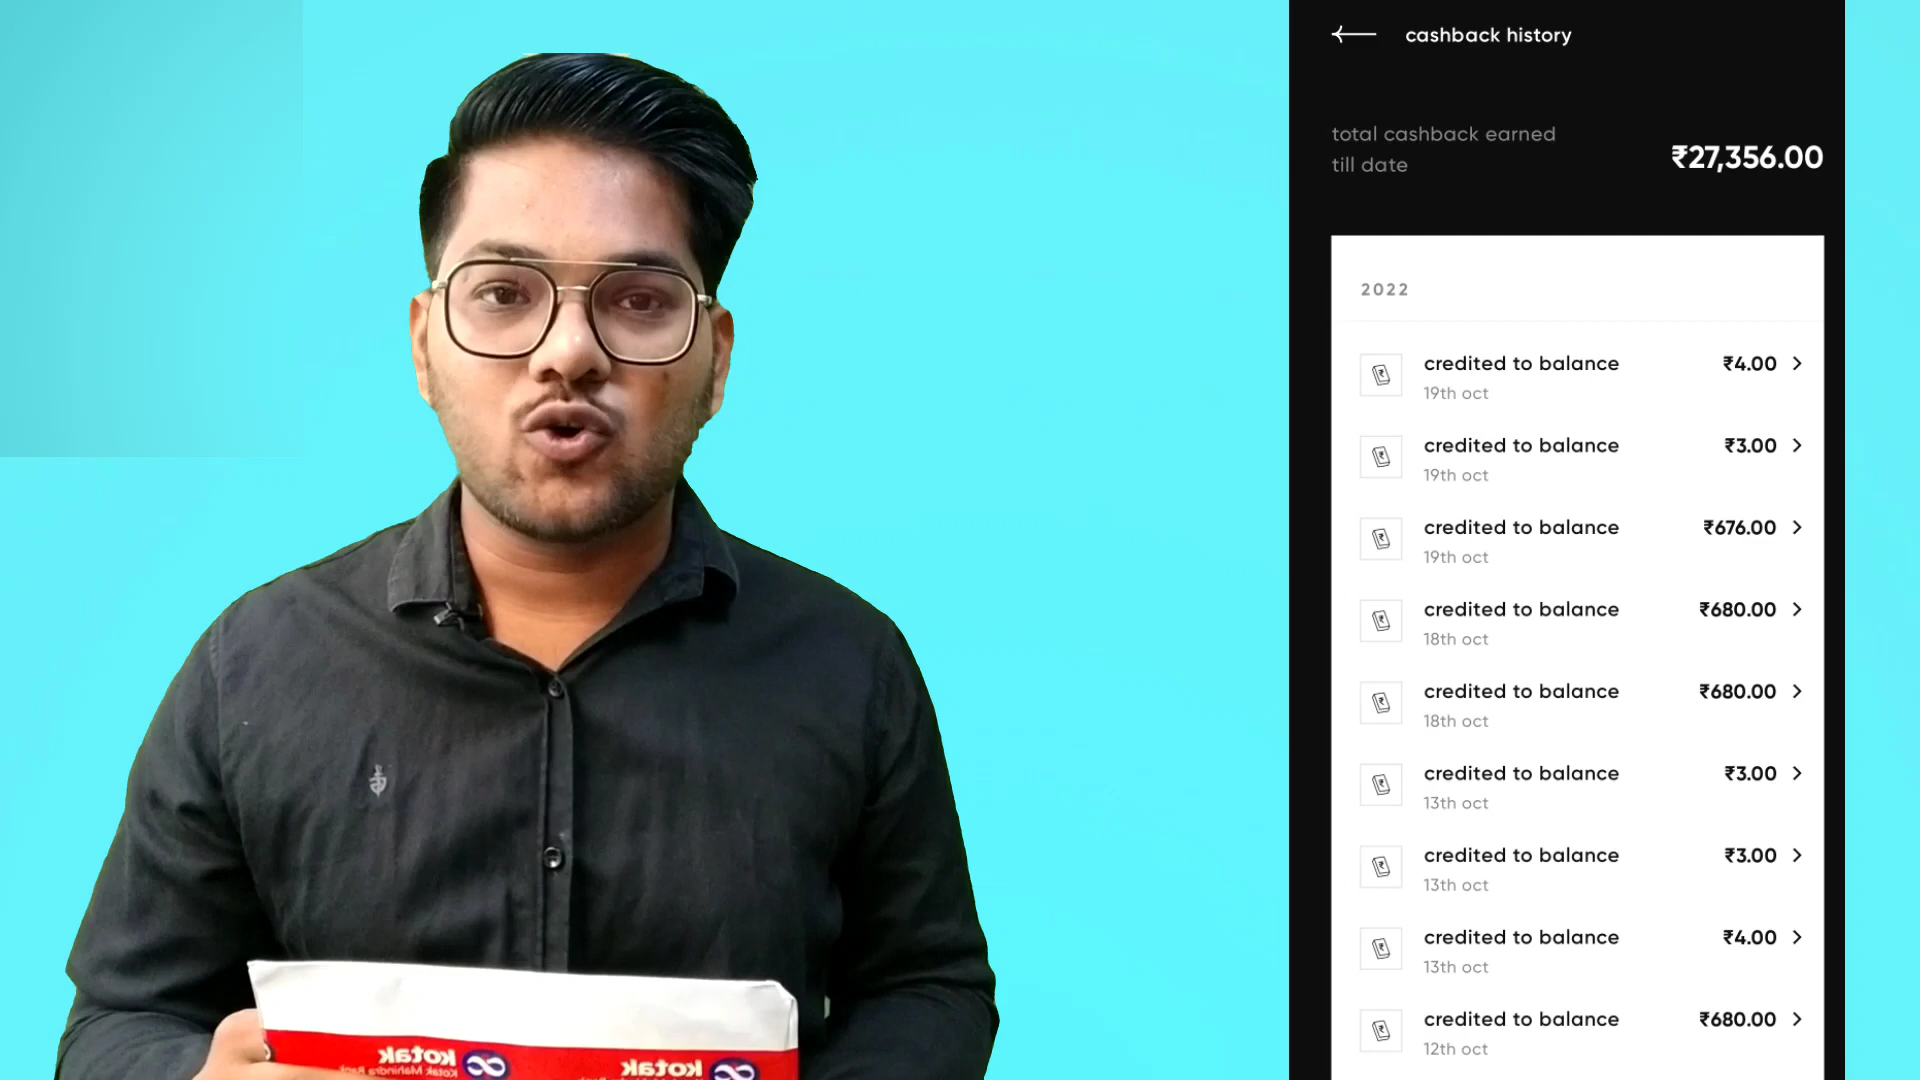 cashback history
total cashback earned
till date
₹27,356.00
2022
credited to balance ₹4.00
19th oct
credited to balance ₹3.00
19th oct
credited to balance ₹676.00
19th oct
credited to balance ₹680.00
18th oct
credited to balance ₹680.00
18th oct
credited to balance ₹3.00
13th oct
credited to balance ₹3.00
13th oct
credited to balance ₹4.00
13th oct
credited to balance ₹680.00
12th oct
kotak
Kotak Mahindra Bank
kotak